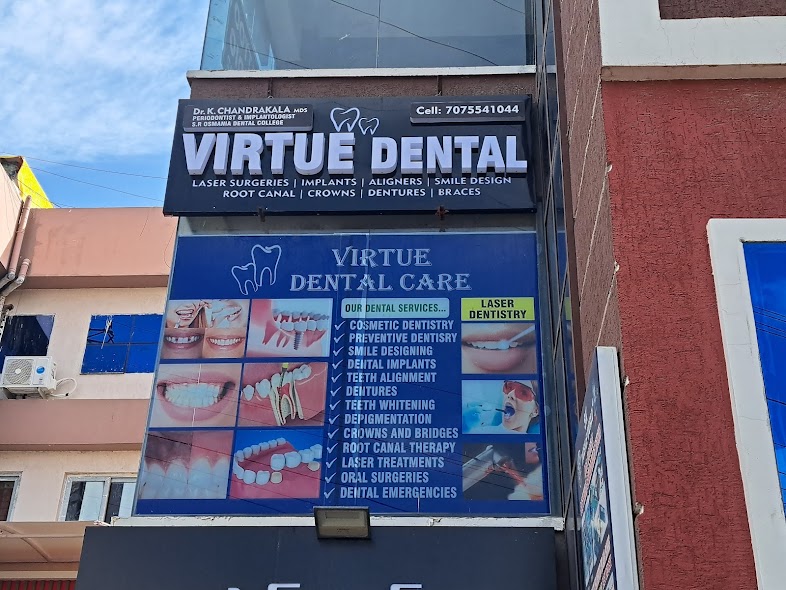 Dr. K. CHANDRAKALA MDS
PERIODONTIST & IMPLANTOLOGIST
S.R OSMANIA DENTAL COLLEGE
Cell: 7075541044
VIRTUE DENTAL
LASER SURGERIES | IMPLANTS | ALIGNERS | SMILE DESIGN
ROOT CANAL | CROWNS | DENTURES | BRACES
VIRTUE
DENTAL CARE
OUR DENTAL SERVICES...
COSMETIC DENTISTRY
PREVENTIVE DENTISRY
SMILE DESIGNING
DENTAL IMPLANTS
TEETH ALIGNMENT
DENTURES
TEETH WHITENING
DEPIGMENTATION
CROWNS AND BRIDGES
ROOT CANAL THERAPY
LASER TREATMENTS
ORAL SURGERIES
DENTAL EMERGENCIES
LASER
DENTISTRY